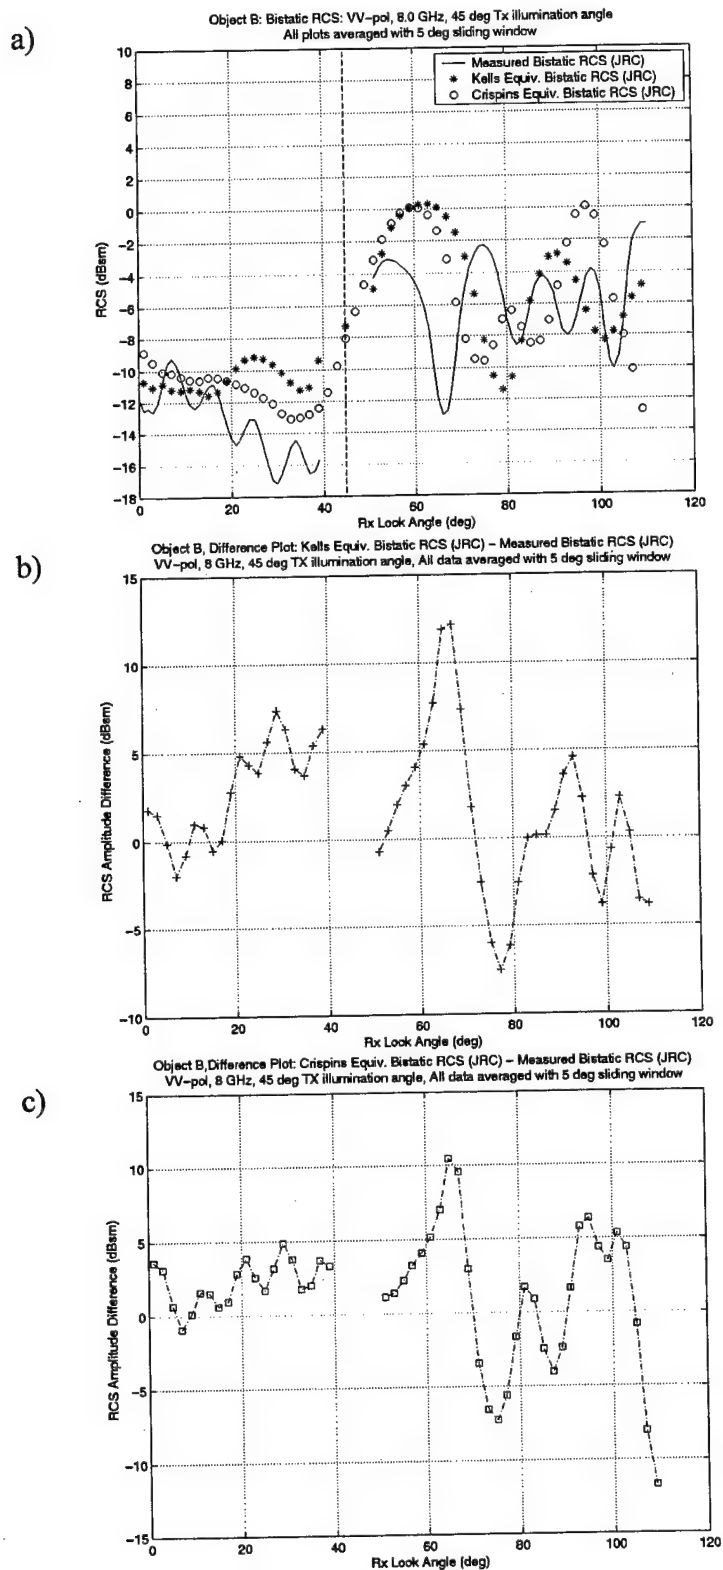 a)
Object B: Bistatic RCS: VV-pol, 8.0 GHz, 45 deg Tx illumination angle
All plots averaged with 5 deg sliding window
Measured Bistatic RCS (JRC)
Kells Equiv. Bistatic RCS (JRC)
Crispins Equiv. Bistatic RCS (JRC)
RCS (dBsm)
10
8
6
4
2
0
-2
-4
-6
-8
-10
-12
-14
-16
-18
0
20
40
60
80
100
120
Rx Look Angle (deg)
b)
Object B, Difference Plot: Kells Equiv. Bistatic RCS (JRC) - Measured Bistatic RCS (JRC)
VV-pol, 8 GHz, 45 deg TX illumination angle, All data averaged with 5 deg sliding window
RCS Amplitude Difference (dBsm)
15
10
5
0
-5
-10
0
20
40
60
80
100
120
Rx Look Angle (deg)
c)
Object B,Difference Plot: Crispins Equiv. Bistatic RCS (JRC) - Measured Bistatic RCS (JRC)
VV-pol, 8 GHz, 45 deg TX illumination angle, All data averaged with 5 deg sliding window
RCS Amplitude Difference (dBsm)
15
10
5
0
-5
-10
-15
0
20
40
60
80
100
120
Rx Look Angle (deg)